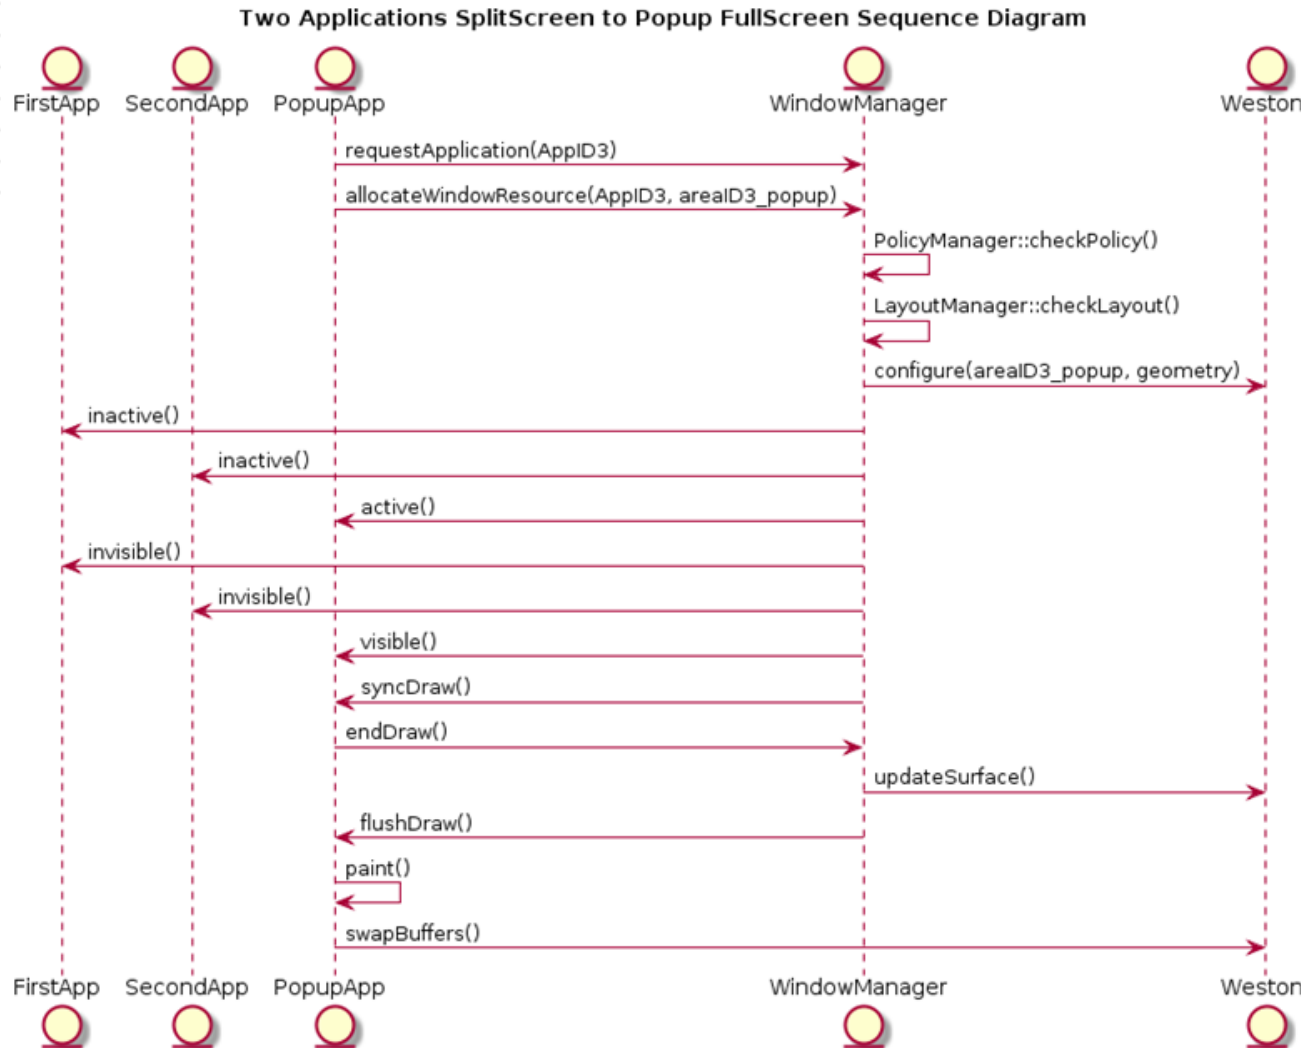 Two Applications SplitScreen to Popup FullScreen Sequence Diagram
FirstApp SecondApp PopupApp WindowManager Weston
requestApplication(AppID3)
allocateWindowResource(AppID3, areaID3_popup)
PolicyManager::checkPolicy()
LayoutManager::checkLayout()
configure(areaID3_popup, geometry)
inactive()
inactive()
active()
invisible()
invisible()
visible()
syncDraw()
endDraw()
updateSurface()
flushDraw()
paint()
swapBuffers()
FirstApp SecondApp PopupApp WindowManager Weston